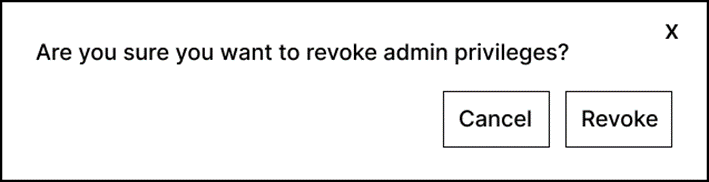 X
Are you sure you want to revoke admin privileges?
Cancel
Revoke